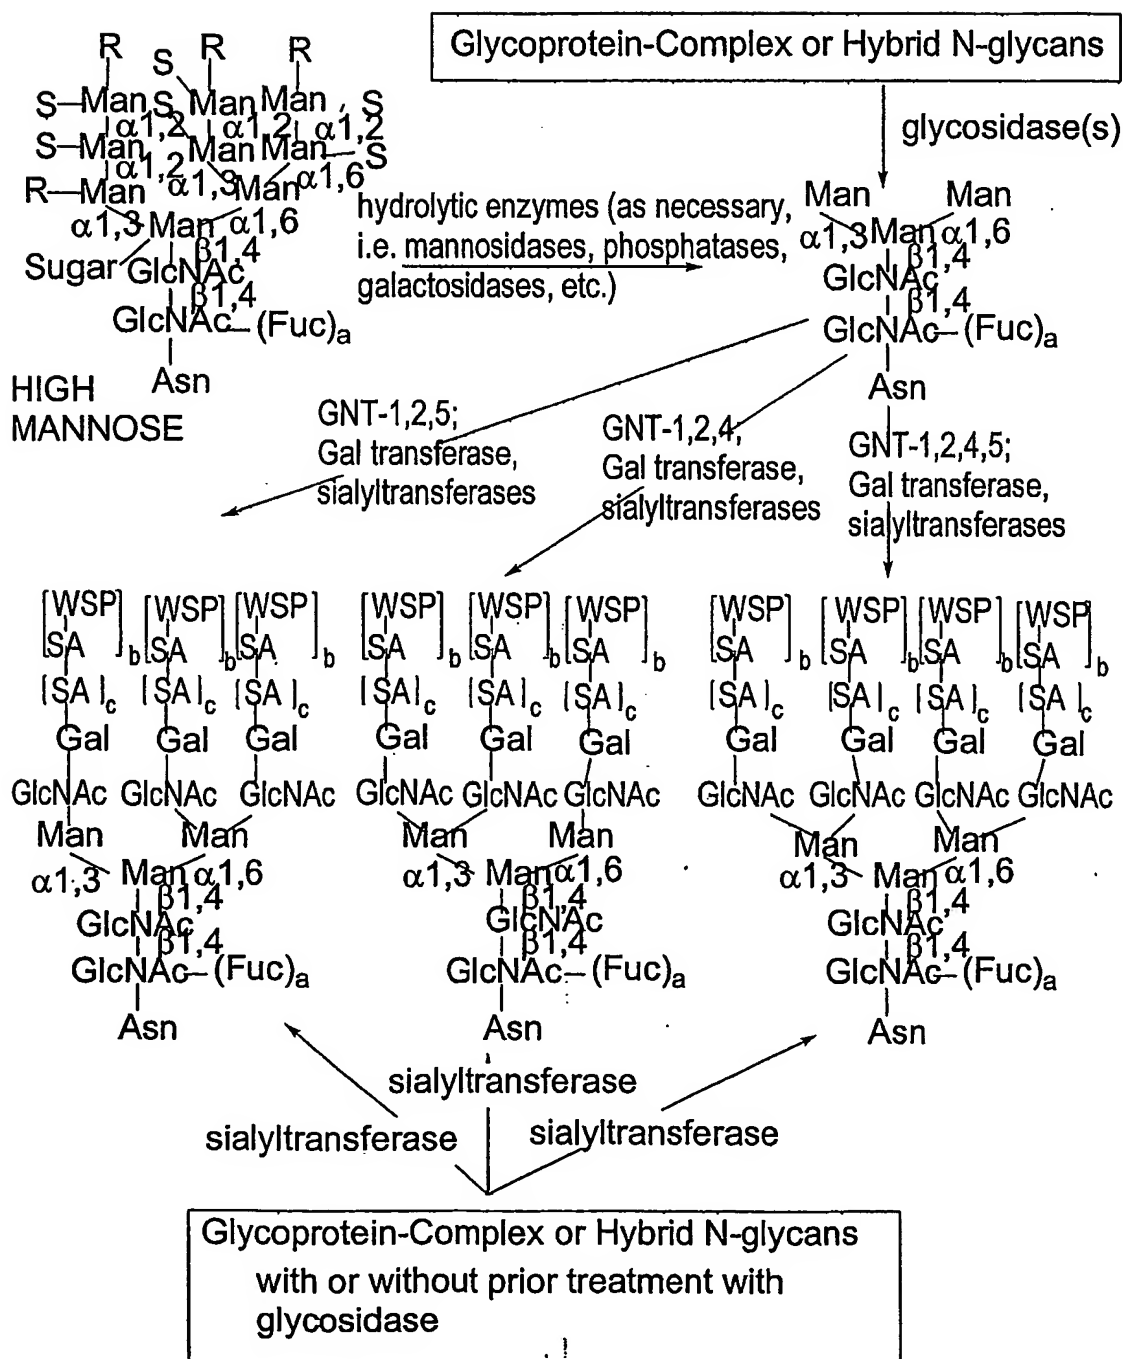 Glycoprotein-Complex or Hybrid N-glycans
glycosidase(s)
R S R R
S–Man S Man Man S
α1,2 α1,2 α1,2
S–Man Man Man–S
α1,2 α1,3 α1,6
R–Man Man
α1,3 Man α1,6
β1,4
Sugar GlcNAc
β1,4
GlcNAc–(Fuc)a
Asn
HIGH
MANNOSE
hydrolytic enzymes (as necessary,
i.e. mannosidases, phosphatases,
galactosidases, etc.)
Man Man
α1,3 Man α1,6
β1,4
GlcNAc
β1,4
GlcNAc–(Fuc)a
Asn
GNT-1,2,5;
Gal transferase,
sialyltransferases
GNT-1,2,4;
Gal transferase,
sialyltransferases
GNT-1,2,4,5;
Gal transferase,
sialyltransferases
[WSP] [WSP] [WSP]
[SA]b [SA]b [SA]b
[SA]c [SA]c [SA]c
Gal Gal Gal
GlcNAc GlcNAc GlcNAc
Man Man
α1,3 Man α1,6
β1,4
GlcNAc
β1,4
GlcNAc–(Fuc)a
Asn
[WSP] [WSP] [WSP]
[SA]b [SA]b [SA]b
[SA]c [SA]c [SA]c
Gal Gal Gal
GlcNAc GlcNAc GlcNAc
Man Man
α1,3 Man α1,6
β1,4
GlcNAc
β1,4
GlcNAc–(Fuc)a
Asn
[WSP] [WSP] [WSP] [WSP]
[SA]b [SA]b [SA]b [SA]b
[SA]c [SA]c [SA]c [SA]c
Gal Gal Gal Gal
GlcNAc GlcNAc GlcNAc GlcNAc
Man Man
α1,3 Man α1,6
β1,4
GlcNAc
β1,4
GlcNAc–(Fuc)a
Asn
sialyltransferase
sialyltransferase
sialyltransferase
Glycoprotein-Complex or Hybrid N-glycans
with or without prior treatment with
glycosidase